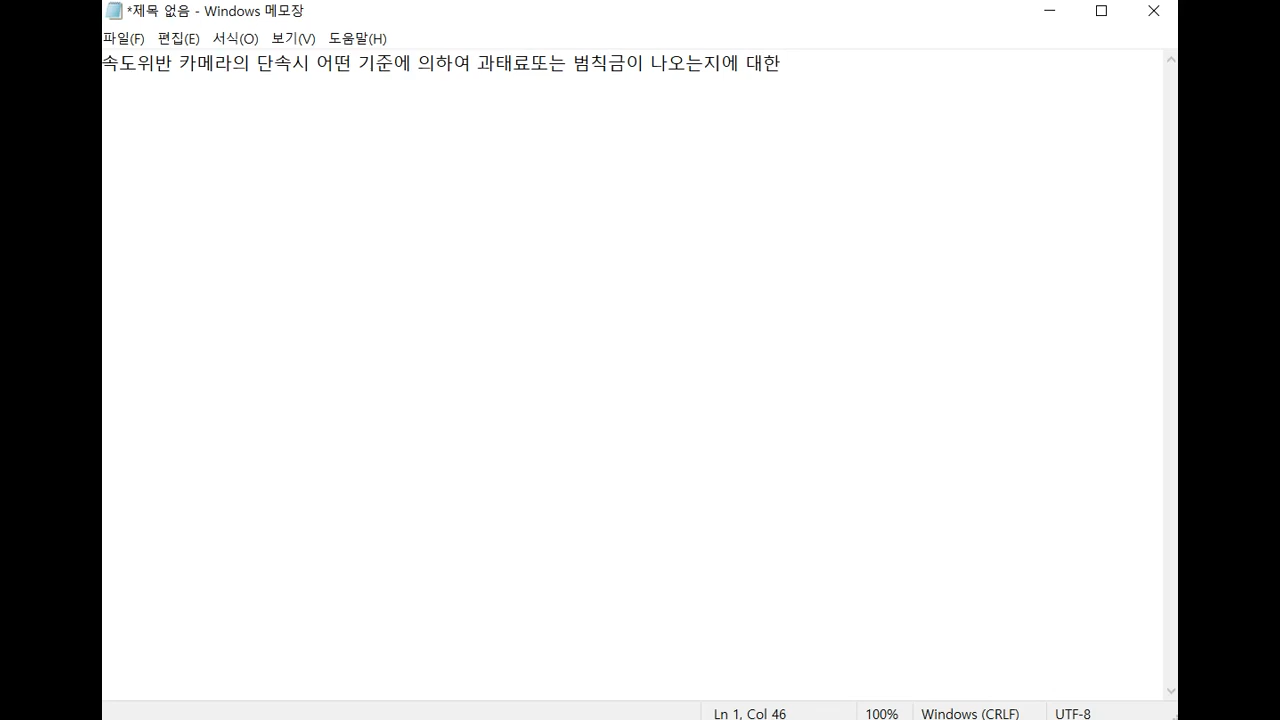 *제목 없음 - Windows 메모장
파일(F) 편집(E) 서식(O) 보기(V) 도움말(H)
속도위반 카메라의 단속시 어떤 기준에 의하여 과태료또는 범칙금이 나오는지에 대한
Ln 1, Col 46 100% Windows (CRLF) UTF-8